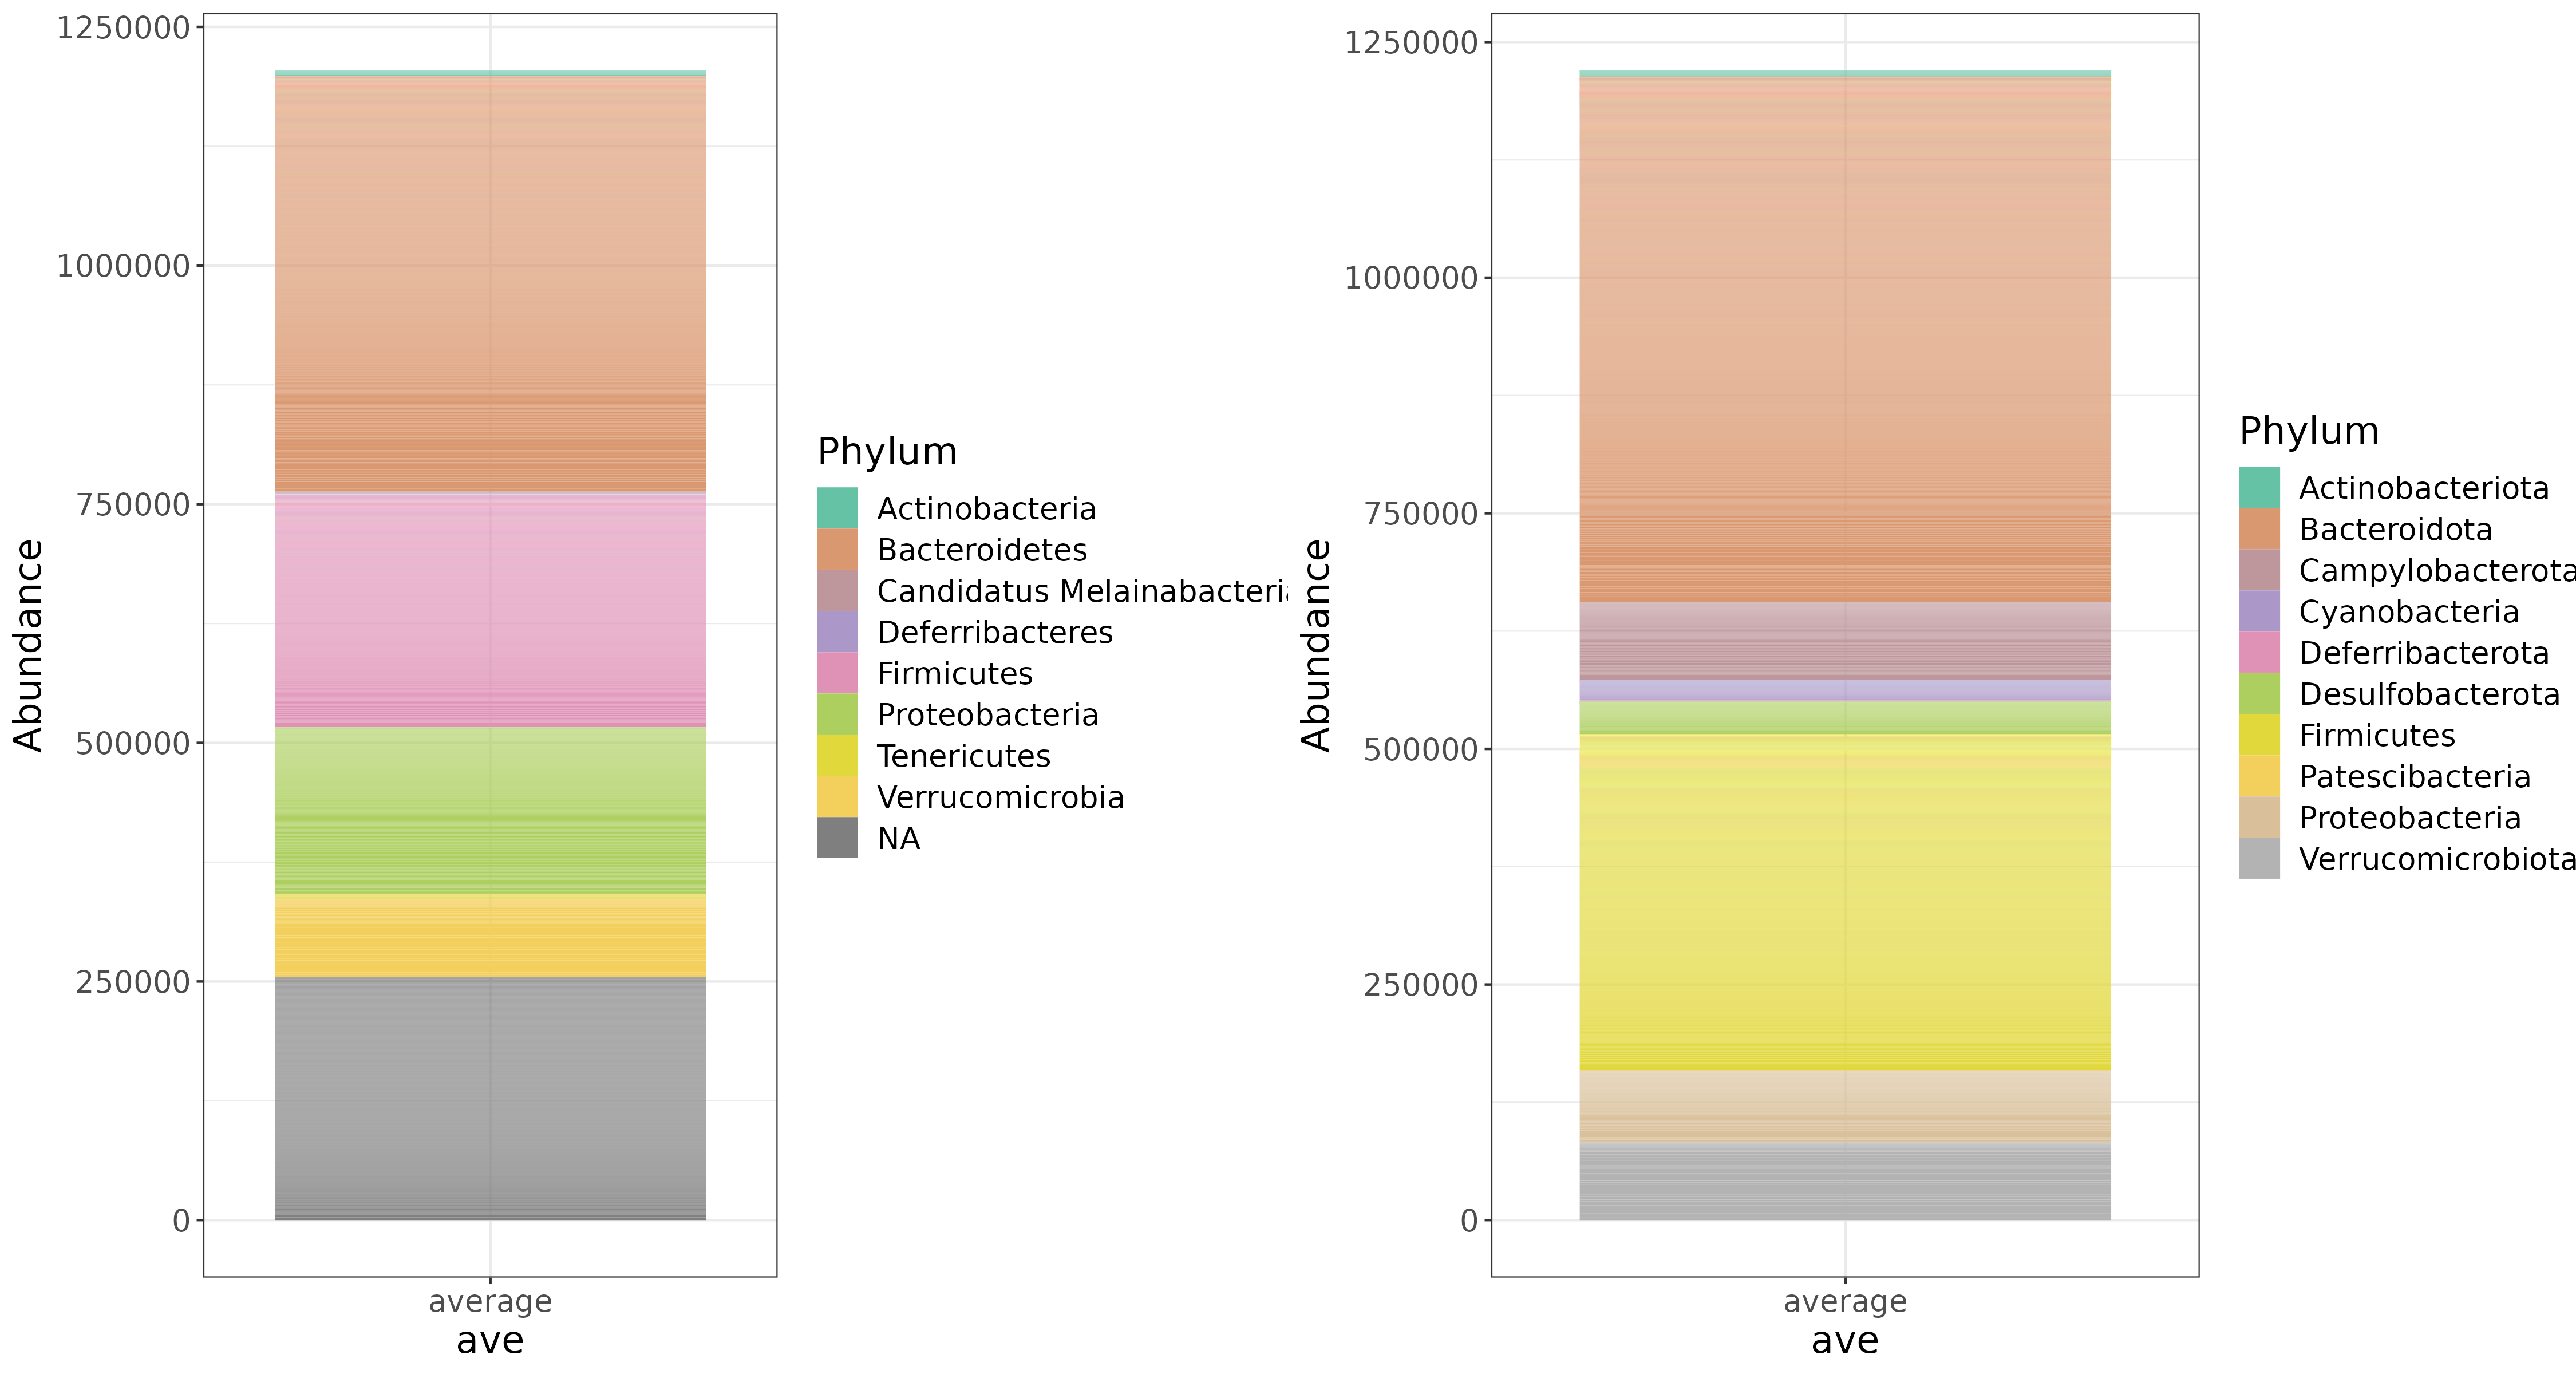 1250000
1000000
750000
500000
250000
0
Abundance
average
ave
Phylum
Actinobacteria
Bacteroidetes
Candidatus Melainabacteri
Deferribacteres
Firmicutes
Proteobacteria
Tenericutes
Verrucomicrobia
NA
1250000
1000000
750000
500000
250000
0
Abundance
average
ave
Phylum
Actinobacteriota
Bacteroidota
Campylobacterota
Cyanobacteria
Deferribacterota
Desulfobacterota
Firmicutes
Patescibacteria
Proteobacteria
Verrucomicrobiota